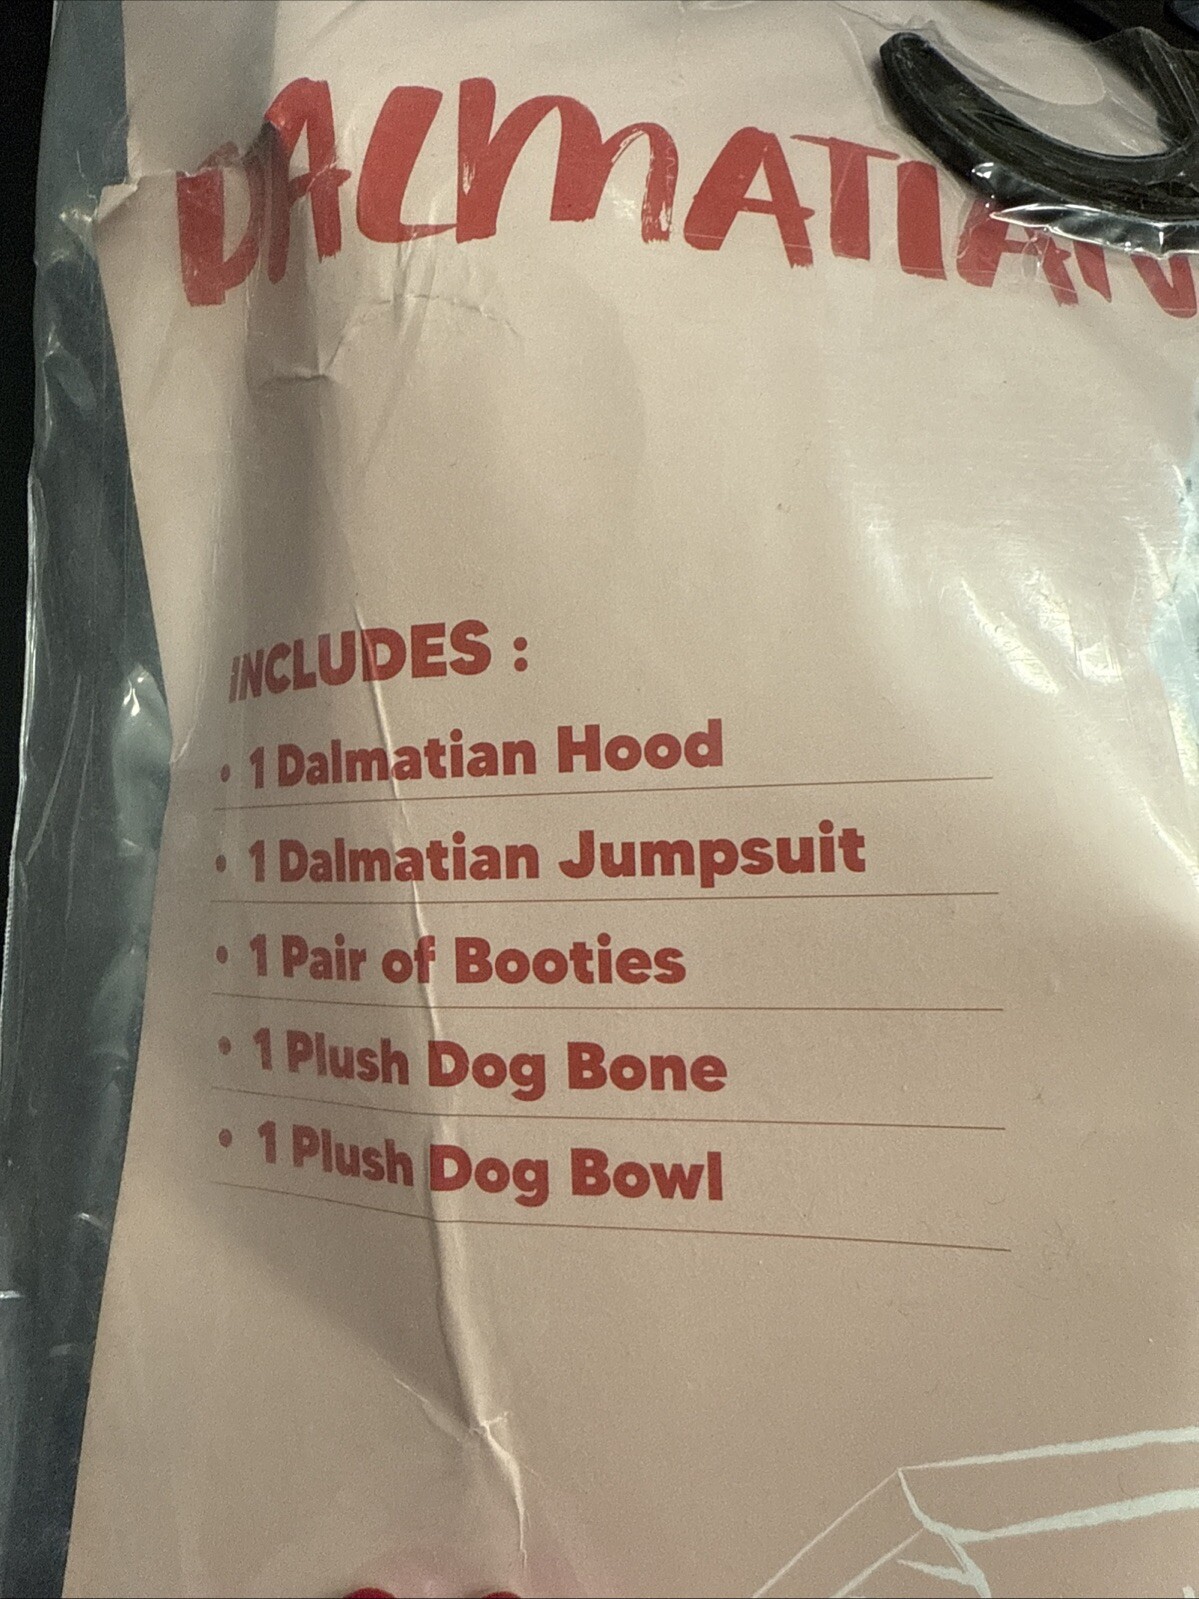 DALMATIAN
INCLUDES :
• 1 Dalmatian Hood
• 1 Dalmatian Jumpsuit
• 1 Pair of Booties
• 1 Plush Dog Bone
• 1 Plush Dog Bowl